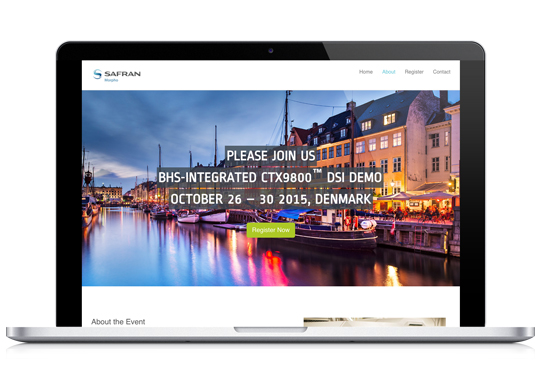 SAFRAN
Morpho
Home About Register Contact
PLEASE JOIN US
BHS-INTEGRATED CTX9800™ DSI DEMO
OCTOBER 26 – 30 2015, DENMARK
Register Now
About the Event